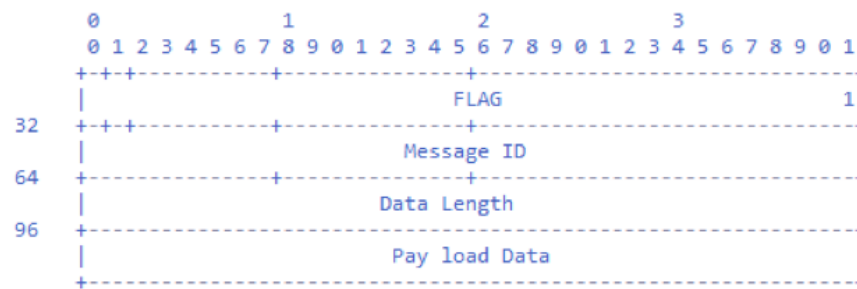 0 1 2 3
0 1 2 3 4 5 6 7 8 9 0 1 2 3 4 5 6 7 8 9 0 1 2 3 4 5 6 7 8 9 0 1
+-+-+-----------+---------------+-------------------------------
| FLAG 1
32 +-+-+-----------+---------------+-------------------------------
| Message ID
64 +---------------+---------------+-------------------------------
| Data Length
96 +---------------------------------------------------------------
| Pay load Data
+---------------------------------------------------------------